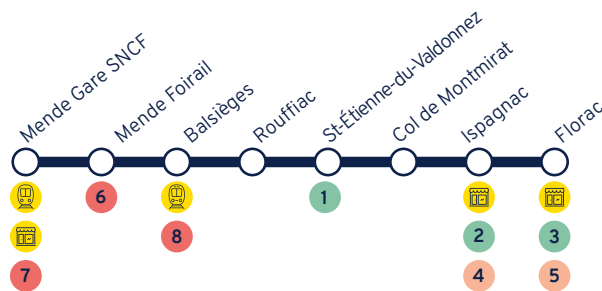 Mende Gare SNCF
Mende Foirail
Balsièges
Rouffiac
St-Étienne-du-Valdonnez
Col de Montmirat
Ispagnac
Florac
6
1
8
2
3
7
4
5